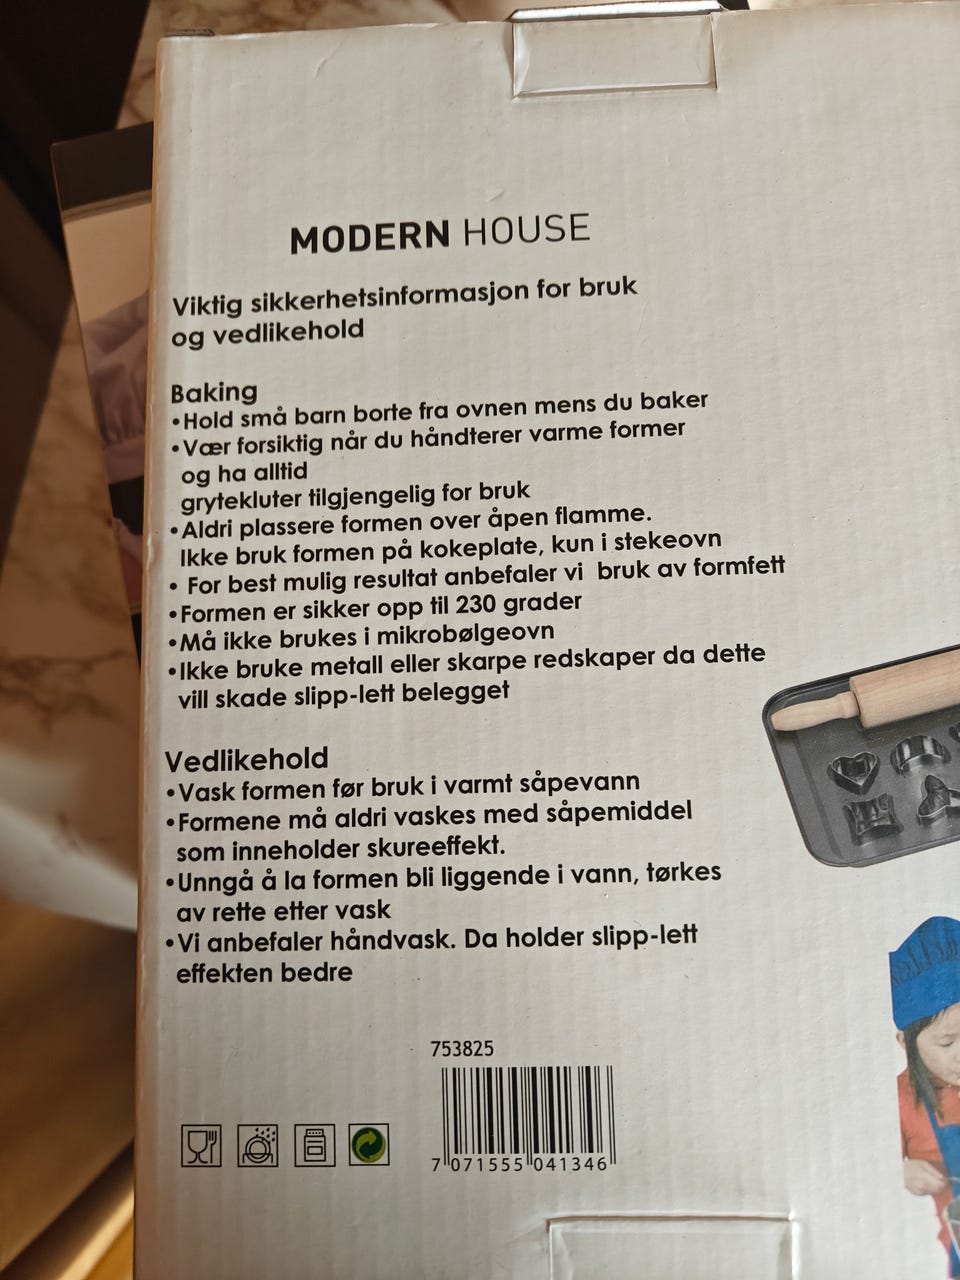 MODERN HOUSE
Viktig sikkerhetsinformasjon for bruk
og vedlikehold
Baking
•Hold små barn borte fra ovnen mens du baker
•Vær forsiktig når du håndterer varme former
og ha alltid
grytekluter tilgjengelig for bruk
•Aldri plassere formen over åpen flamme.
Ikke bruk formen på kokeplate, kun i stekeovn
• For best mulig resultat anbefaler vi bruk av formfett
•Formen er sikker opp til 230 grader
•Må ikke brukes i mikrobølgeovn
•Ikke bruke metall eller skarpe redskaper da dette
vill skade slipp-lett belegget
Vedlikehold
•Vask formen før bruk i varmt såpevann
•Formene må aldri vaskes med såpemiddel
som inneholder skureeffekt.
•Unngå å la formen bli liggende i vann, tørkes
av rette etter vask
•Vi anbefaler håndvask. Da holder slipp-lett
effekten bedre
753825
7 071555 041346